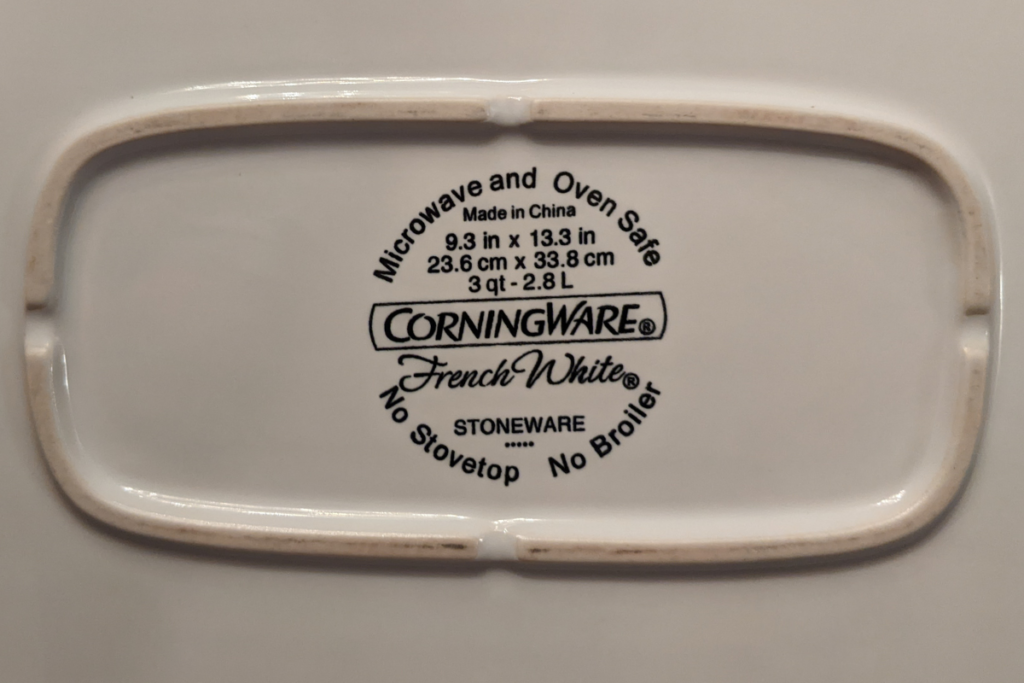 Microwave and Oven Safe
Made in China
9.3 in x 13.3 in
23.6 cm x 33.8 cm
3 qt - 2.8 L
CORNINGWARE®
French White®
STONEWARE
•••••
No Stovetop No Broiler